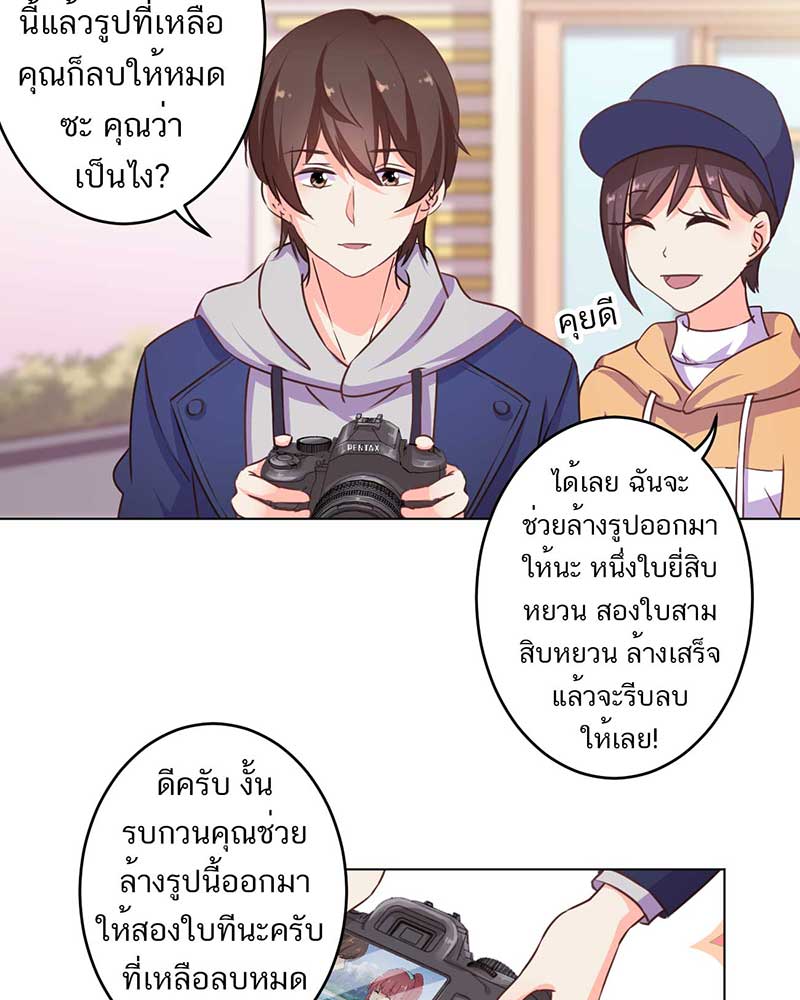 นี้แล้วรูปที่เหลือ
คุณก็ลบให้หมด
ซะ คุณว่า
เป็นไง?
คุยดี
PENTAX
ได้เลย ฉันจะ
ช่วยล้างรูปออกมา
ให้นะ หนึ่งใบยี่สิบ
หยวน สองใบสาม
สิบหยวน ล้างเสร็จ
แล้วจะรีบลบ
ให้เลย!
ดีครับ งั้น
รบกวนคุณช่วย
ล้างรูปนี้ออกมา
ให้สองใบทีนะครับ
ที่เหลือลบหมด